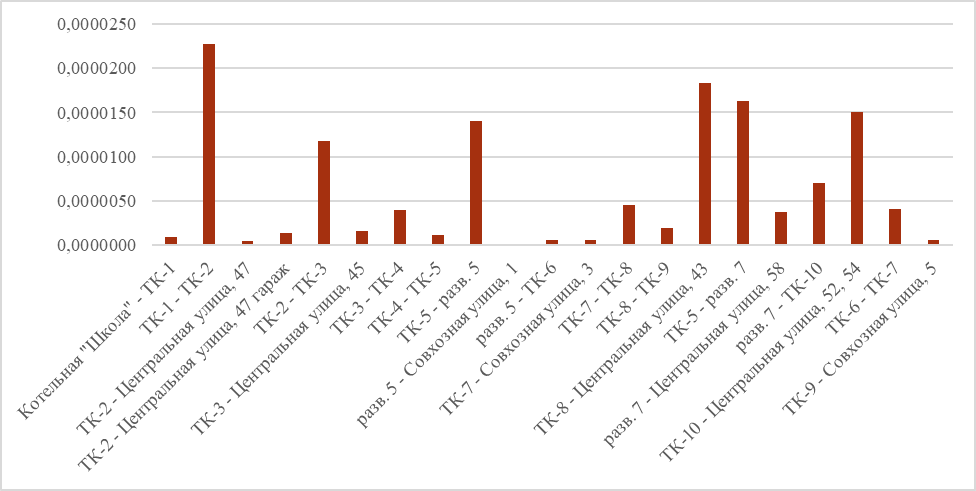 0,0000250
0,0000200
0,0000150
0,0000100
0,0000050
0,0000000
Котельная "Школа" - ТК-1
ТК-1 - ТК-2
ТК-2 - Центральная улица, 47
ТК-2 - Центральная улица, 47 гараж
ТК-2 - ТК-3
ТК-3 - Центральная улица, 45
ТК-3 - ТК-4
ТК-4 - ТК-5
ТК-5 - разв. 5
разв. 5 - Совхозная улица, 1
разв. 5 - ТК-6
ТК-7 - Совхозная улица, 3
ТК-7 - ТК-8
ТК-8 - ТК-9
ТК-8 - Центральная улица, 43
ТК-5 - разв. 7
разв. 7 - Центральная улица, 58
разв. 7 - ТК-10
ТК-10 - Центральная улица, 52, 54
ТК-6 - ТК-7
ТК-9 - Совхозная улица, 5